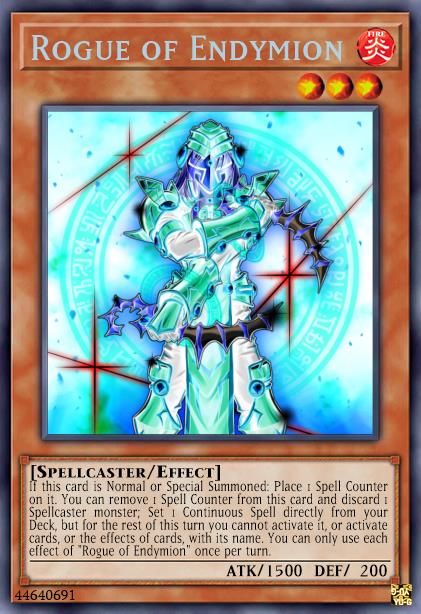 ROGUE OF ENDYMION
FIRE
炎
[SPELLCASTER/EFFECT]
If this card is Normal or Special Summoned: Place 1 Spell Counter
on it. You can remove 1 Spell Counter from this card and discard 1
Spellcaster monster; Set 1 Continuous Spell directly from your
Deck, but for the rest of this turn you cannot activate it, or activate
cards, or the effects of cards, with its name. You can only use each
effect of "Rogue of Endymion" once per turn.
ATK/1500 DEF/ 200
44640691